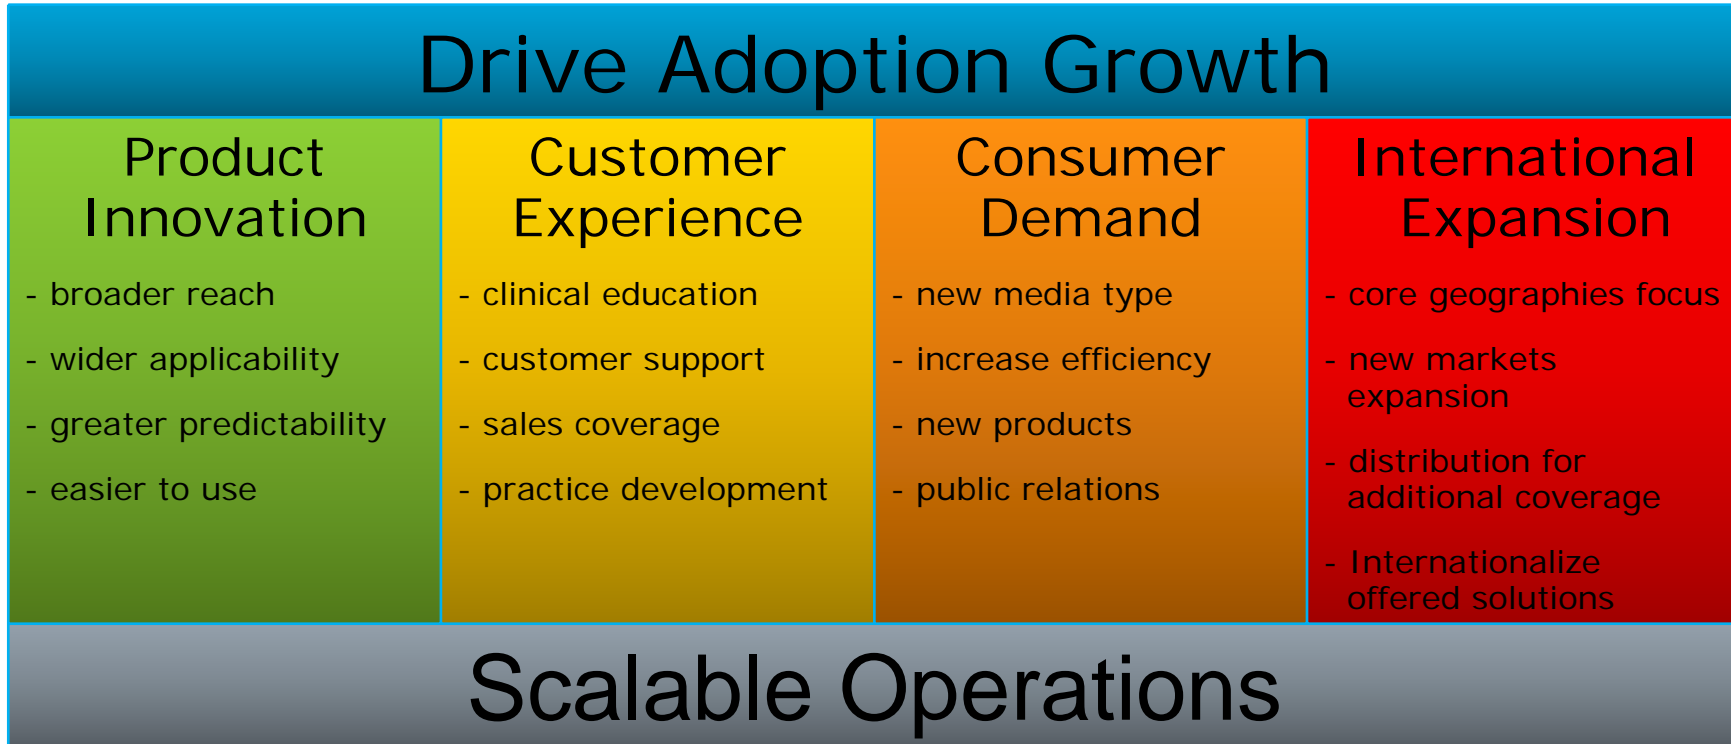 Drive Adoption Growth
Product
Innovation
- broader reach
- wider applicability
- greater predictability
- easier to use
Customer
Experience
- clinical education
- customer support
- sales coverage
- practice development
Consumer
Demand
- new media type
- increase efficiency
- new products
- public relations
International
Expansion
- core geographies focus
- new markets
expansion
- distribution for
additional coverage
- Internationalize
offered solutions
Scalable Operations